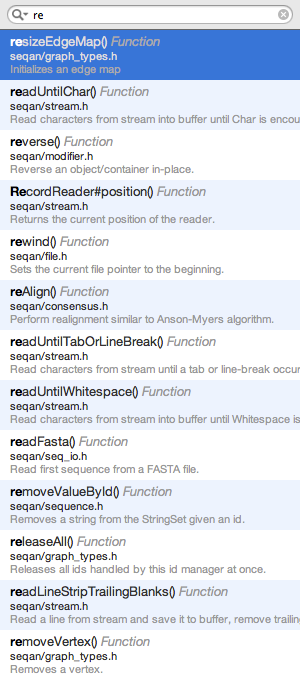 re
resizeEdgeMap() Function
seqan/graph_types.h
Initializes an edge map
readUntilChar() Function
seqan/stream.h
Read characters from stream into buffer until Char is encou
reverse() Function
seqan/modifier.h
Reverse an object/container in-place.
RecordReader#position() Function
seqan/stream.h
Returns the current position of the reader.
rewind() Function
seqan/file.h
Sets the current file pointer to the beginning.
reAlign() Function
seqan/consensus.h
Perform realignment similar to Anson-Myers algorithm.
readUntilTabOrLineBreak() Function
seqan/stream.h
Read characters from stream until a tab or line-break occur
readUntilWhitespace() Function
seqan/stream.h
Read characters from stream into buffer until Whitespace is
readFasta() Function
seqan/seq_io.h
Read first sequence from a FASTA file.
removeValueById() Function
seqan/sequence.h
Removes a string from the StringSet given an id.
releaseAll() Function
seqan/graph_types.h
Releases all ids handled by this id manager at once.
readLineStripTrailingBlanks() Function
seqan/stream.h
Read a line from stream and save it to buffer, remove trailin
removeVertex() Function
seqan/graph_types.h
Removes a vertex.